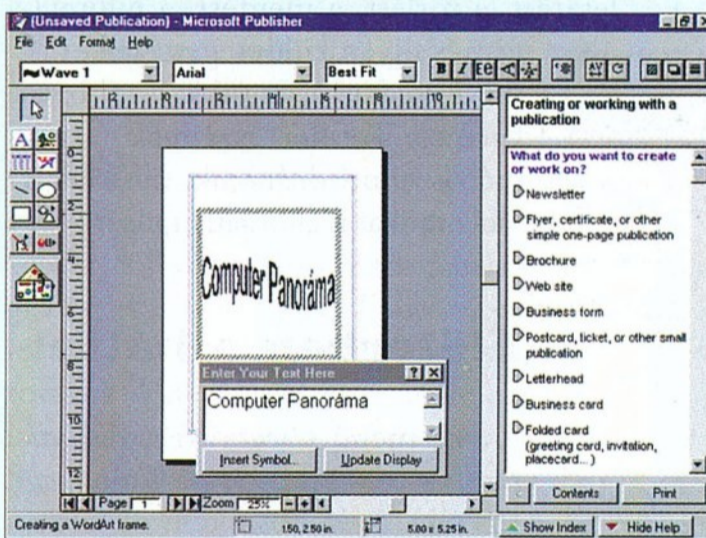 (Unsaved Publication) - Microsoft Publisher
File Edit Format Help
Wave 1 Arial Best Fit B I Ee A AV C
Creating or working with a
publication
What do you want to create
or work on?
Newsletter
Flyer, certificate, or other
simple one-page publication
Brochure
Web site
Business form
Postcard, ticket, or other small
publication
Letterhead
Business card
Folded card
(greeting card, invitation,
placecard... )
Computer Panoráma
Enter Your Text Here
Computer Panoráma
Insert Symbol... Update Display
Page 1 Zoom 25%
Contents Print
Creating a WordArt frame. 1.50, 2.50 in. 5.00 x 5.25 in. Show Index Hide Help